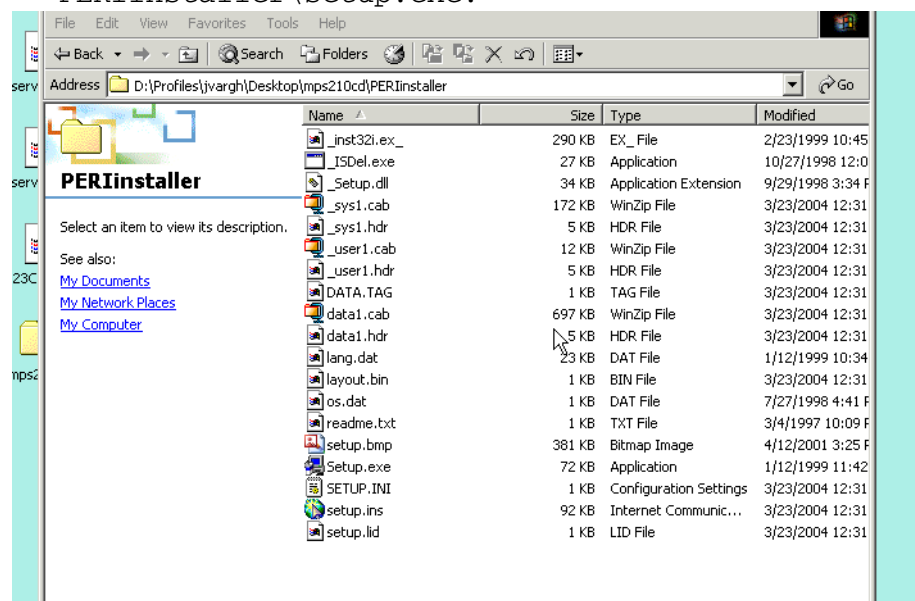 PERIinstaller\Setup.exe.
File Edit View Favorites Tools Help
Back Search Folders
Address D:\Profiles\jvargh\Desktop\mps210cd\PERIinstaller Go
Name Size Type Modified
_inst32i.ex_ 290 KB EX_ File 2/23/1999 10:45
_ISDel.exe 27 KB Application 10/27/1998 12:0
_Setup.dll 34 KB Application Extension 9/29/1998 3:34 P
_sys1.cab 172 KB WinZip File 3/23/2004 12:31
_sys1.hdr 5 KB HDR File 3/23/2004 12:31
_user1.cab 12 KB WinZip File 3/23/2004 12:31
_user1.hdr 5 KB HDR File 3/23/2004 12:31
DATA.TAG 1 KB TAG File 3/23/2004 12:31
data1.cab 697 KB WinZip File 3/23/2004 12:31
data1.hdr 5 KB HDR File 3/23/2004 12:31
lang.dat 23 KB DAT File 1/12/1999 10:34
layout.bin 1 KB BIN File 3/23/2004 12:31
os.dat 1 KB DAT File 7/27/1998 4:41 P
readme.txt 1 KB TXT File 3/4/1997 10:09 P
setup.bmp 381 KB Bitmap Image 4/12/2001 3:25 P
Setup.exe 72 KB Application 1/12/1999 11:42
SETUP.INI 1 KB Configuration Settings 3/23/2004 12:31
setup.ins 92 KB Internet Communic... 3/23/2004 12:31
setup.lid 1 KB LID File 3/23/2004 12:31
PERIinstaller
Select an item to view its description.
See also:
My Documents
My Network Places
My Computer
serv
serv
23C
mps2